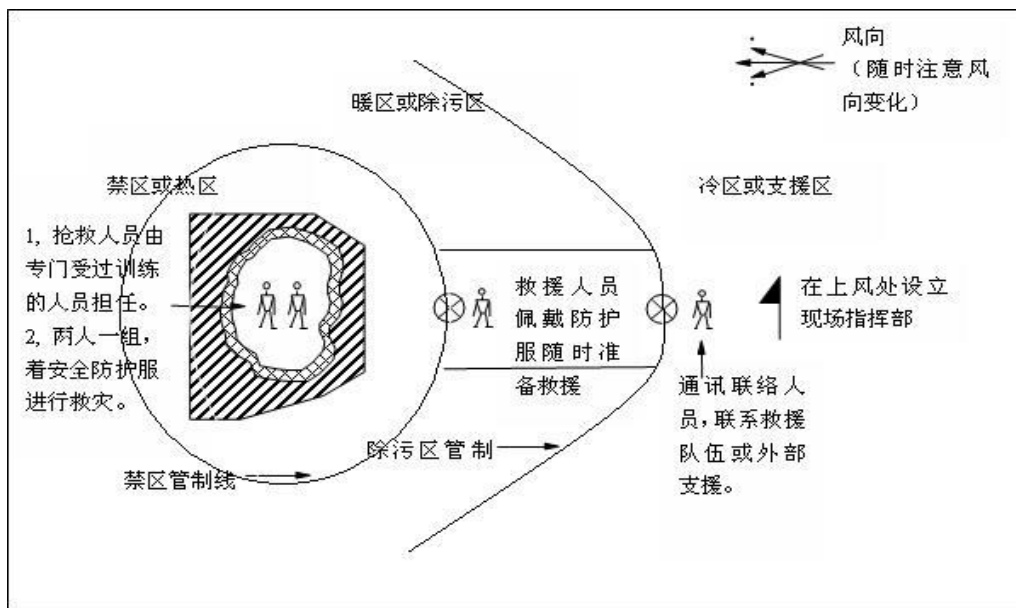 风向
（随时注意风
向变化）
暖区或除污区
禁区或热区
冷区或支援区
1，抢救人员由
专门受过训练
的人员担任。
2，两人一组，
着安全防护服
进行救灾。
救援人员
佩戴防护
服随时准
备救援
在上风处设立
现场指挥部
通讯联络人
员，联系救援
队伍或外部
支援。
除污区管制
禁区管制线